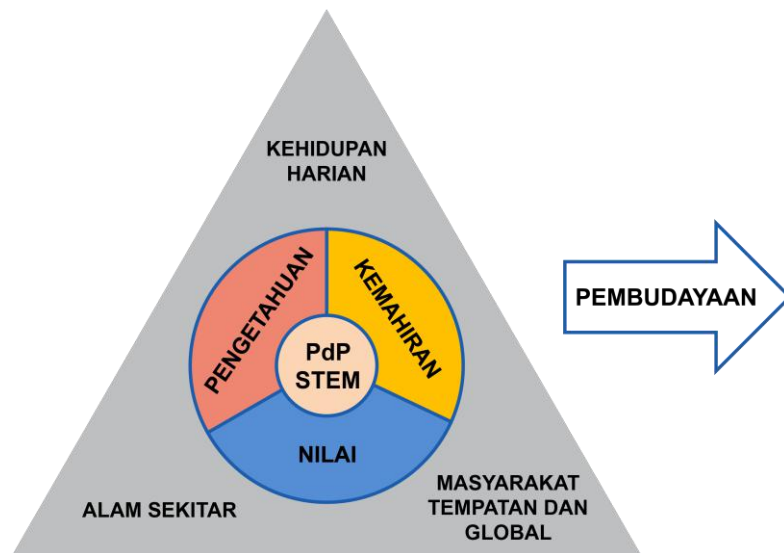 KEHIDUPAN
HARIAN
PENGETAHUAN
KEMAHIRAN
PdP
STEM
NILAI
ALAM SEKITAR
MASYARAKAT
TEMPATAN DAN
GLOBAL
PEMBUDAYAAN